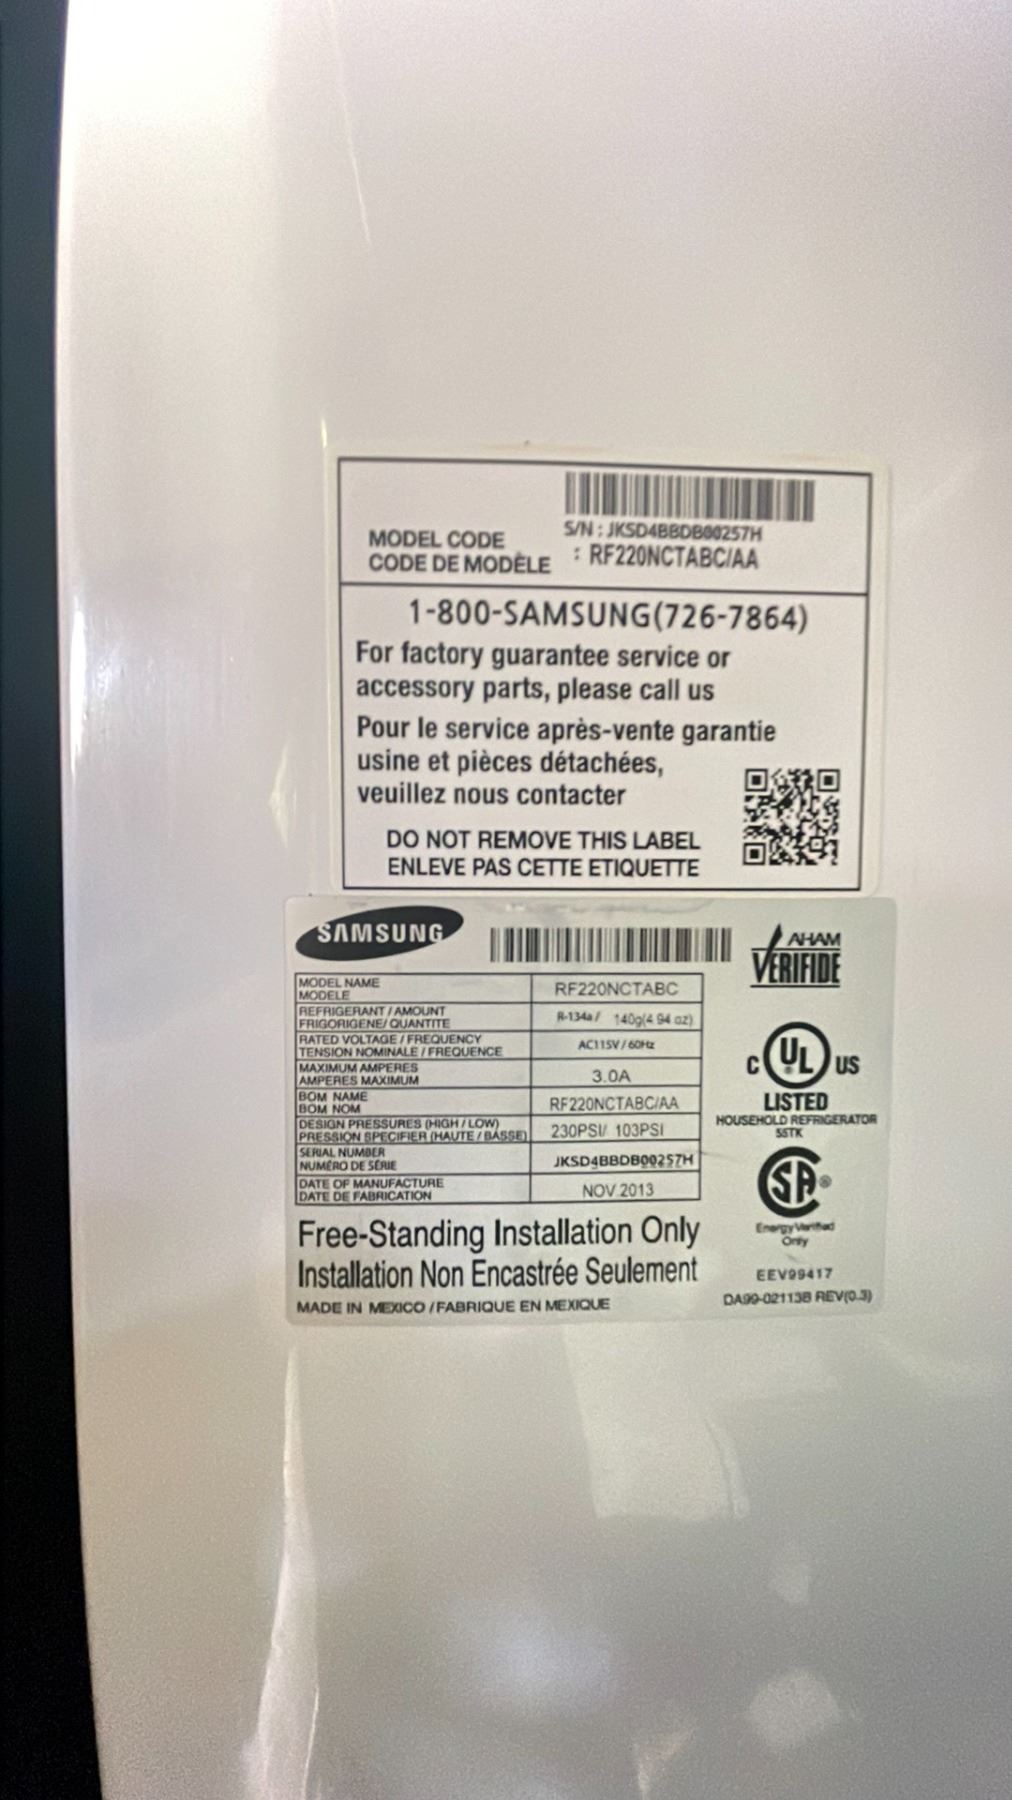 S/N : JKSD4BBDB00257H
MODEL CODE
CODE DE MODÈLE : RF220NCTABC/AA
1-800-SAMSUNG(726-7864)
For factory guarantee service or
accessory parts, please call us
Pour le service après-vente garantie
usine et pièces détachées,
veuillez nous contacter
DO NOT REMOVE THIS LABEL
ENLEVE PAS CETTE ETIQUETTE
SAMSUNG
AHAM
VERIFIDE
MODEL NAME
MODELE
RF220NCTABC
REFRIGERANT / AMOUNT
FRIGORIGENE/ QUANTITE
R-134a / 140g(4.94 oz)
RATED VOLTAGE / FREQUENCY
TENSION NOMINALE / FREQUENCE
AC115V / 60Hz
MAXIMUM AMPERES
AMPERES MAXIMUM
3.0A
BOM NAME
BOM NOM
RF220NCTABC/AA
DESIGN PRESSURES (HIGH / LOW)
PRESSION SPECIFIER (HAUTE / BASSE)
230PSI/ 103PSI
SERIAL NUMBER
NUMÉRO DE SÉRIE
JKSD4BBDB00257H
DATE OF MANUFACTURE
DATE DE FABRICATION
NOV.2013
C UL US
®
LISTED
HOUSEHOLD REFRIGERATOR
55TK
SA ®
Energy Verified
Only
EEV99417
DA99-02113B REV(0.3)
Free-Standing Installation Only
Installation Non Encastrée Seulement
MADE IN MEXICO / FABRIQUE EN MEXIQUE